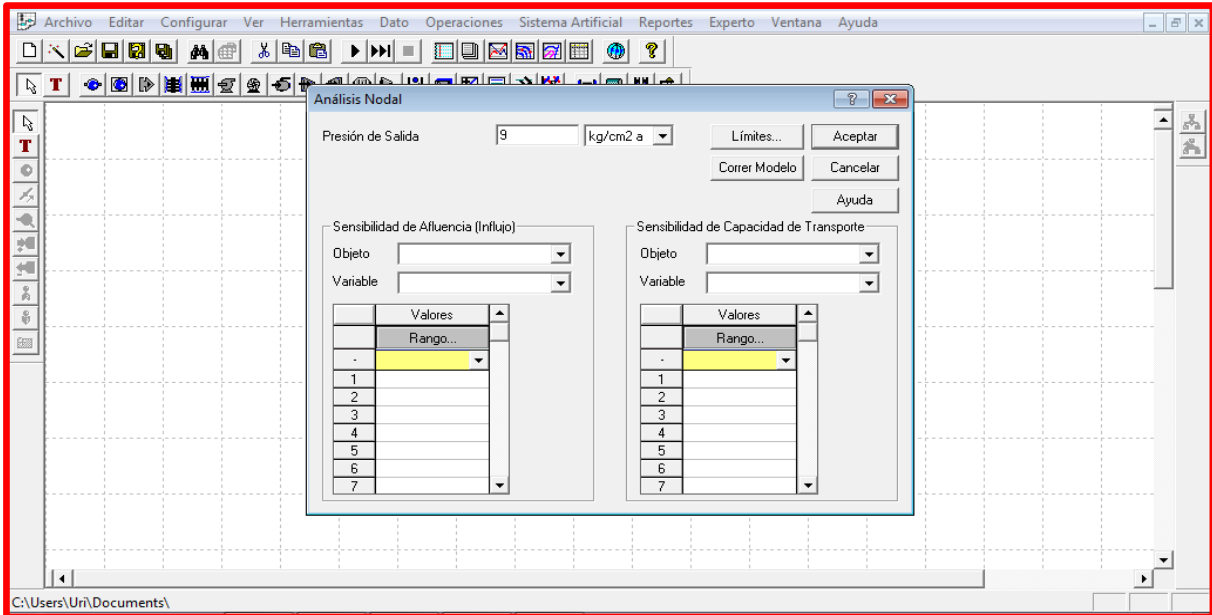 Archivo Editar Configurar Ver Herramientas Dato Operaciones Sistema Artificial Reportes Experto Ventana Ayuda
T
Análisis Nodal
Presión de Salida 9 kg/cm2 a Límites... Aceptar
Correr Modelo Cancelar
Ayuda
T
Sensibilidad de Afluencia (Influjo) Sensibilidad de Capacidad de Transporte
Objeto Objeto
Variable Variable
Valores Valores
Rango... Rango...
- -
1 1
2 2
3 3
4 4
5 5
6 6
7 7
C:\Users\Uri\Documents\